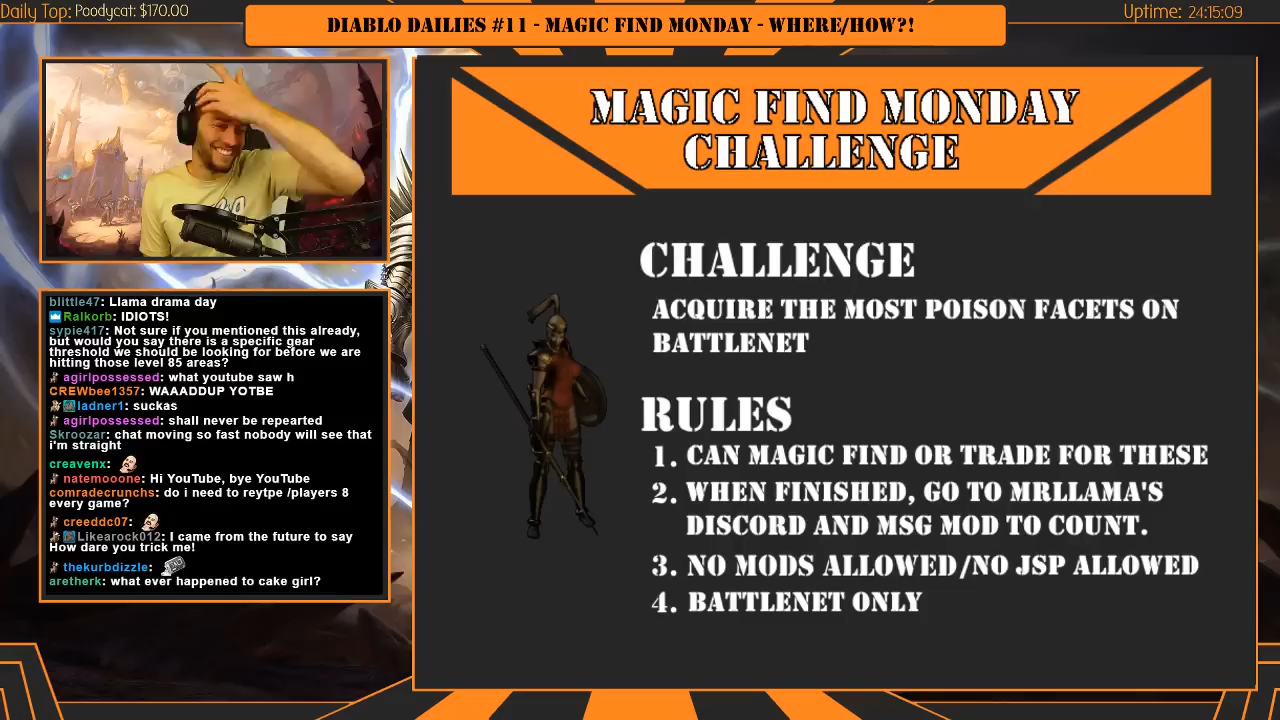 Daily Top: Poodycat: $170.00
DIABLO DAILIES #11 - MAGIC FIND MONDAY - WHERE/HOW?!
Uptime: 24:15:09
blittle47: Llama drama day
Ralkorb: IDIOTS!
sypie417: Not sure if you mentioned this already,
but would you say there is a specific gear
threshold we should be looking for before we are
hitting those level 85 areas?
agirlpossessed: what youtube saw h
CREWbee1357: WAAADDUP YOTBE
ladner1: suckas
agirlpossessed: shall never be repearted
Skroozar: chat moving so fast nobody will see that
i'm straight
creavenx:
natemooone: Hi YouTube, bye YouTube
comradecrunchs: do i need to reytpe /players 8
every game?
creeddc07:
Likearock012: I came from the future to say
How dare you trick me!
thekurbdizzle:
aretherk: what ever happened to cake girl?
MAGIC FIND MONDAY
CHALLENGE
CHALLENGE
ACQUIRE THE MOST POISON FACETS ON
BATTLENET
RULES
1. CAN MAGIC FIND OR TRADE FOR THESE
2. WHEN FINISHED, GO TO MRLLAMA'S
DISCORD AND MSG MOD TO COUNT.
3. NO MODS ALLOWED/NO JSP ALLOWED
4. BATTLENET ONLY